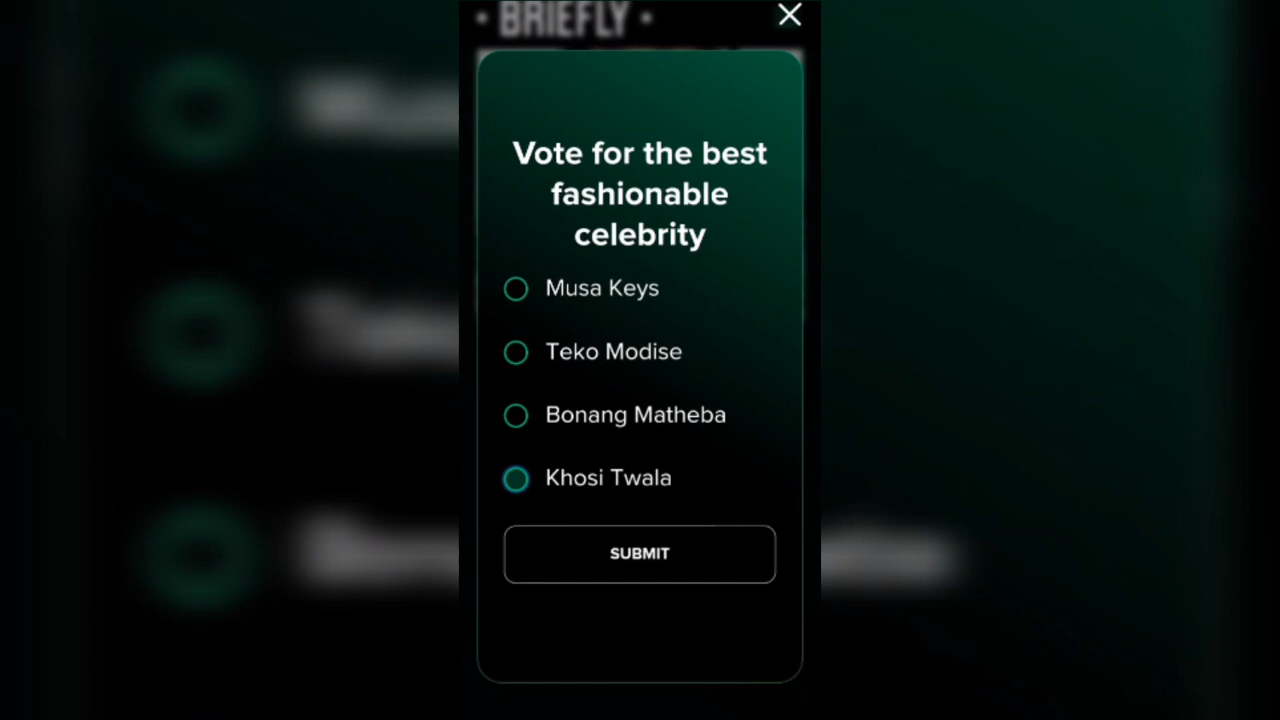 • BRIEFLY •
Vote for the best
fashionable
celebrity
Musa Keys
Teko Modise
Bonang Matheba
Khosi Twala
SUBMIT